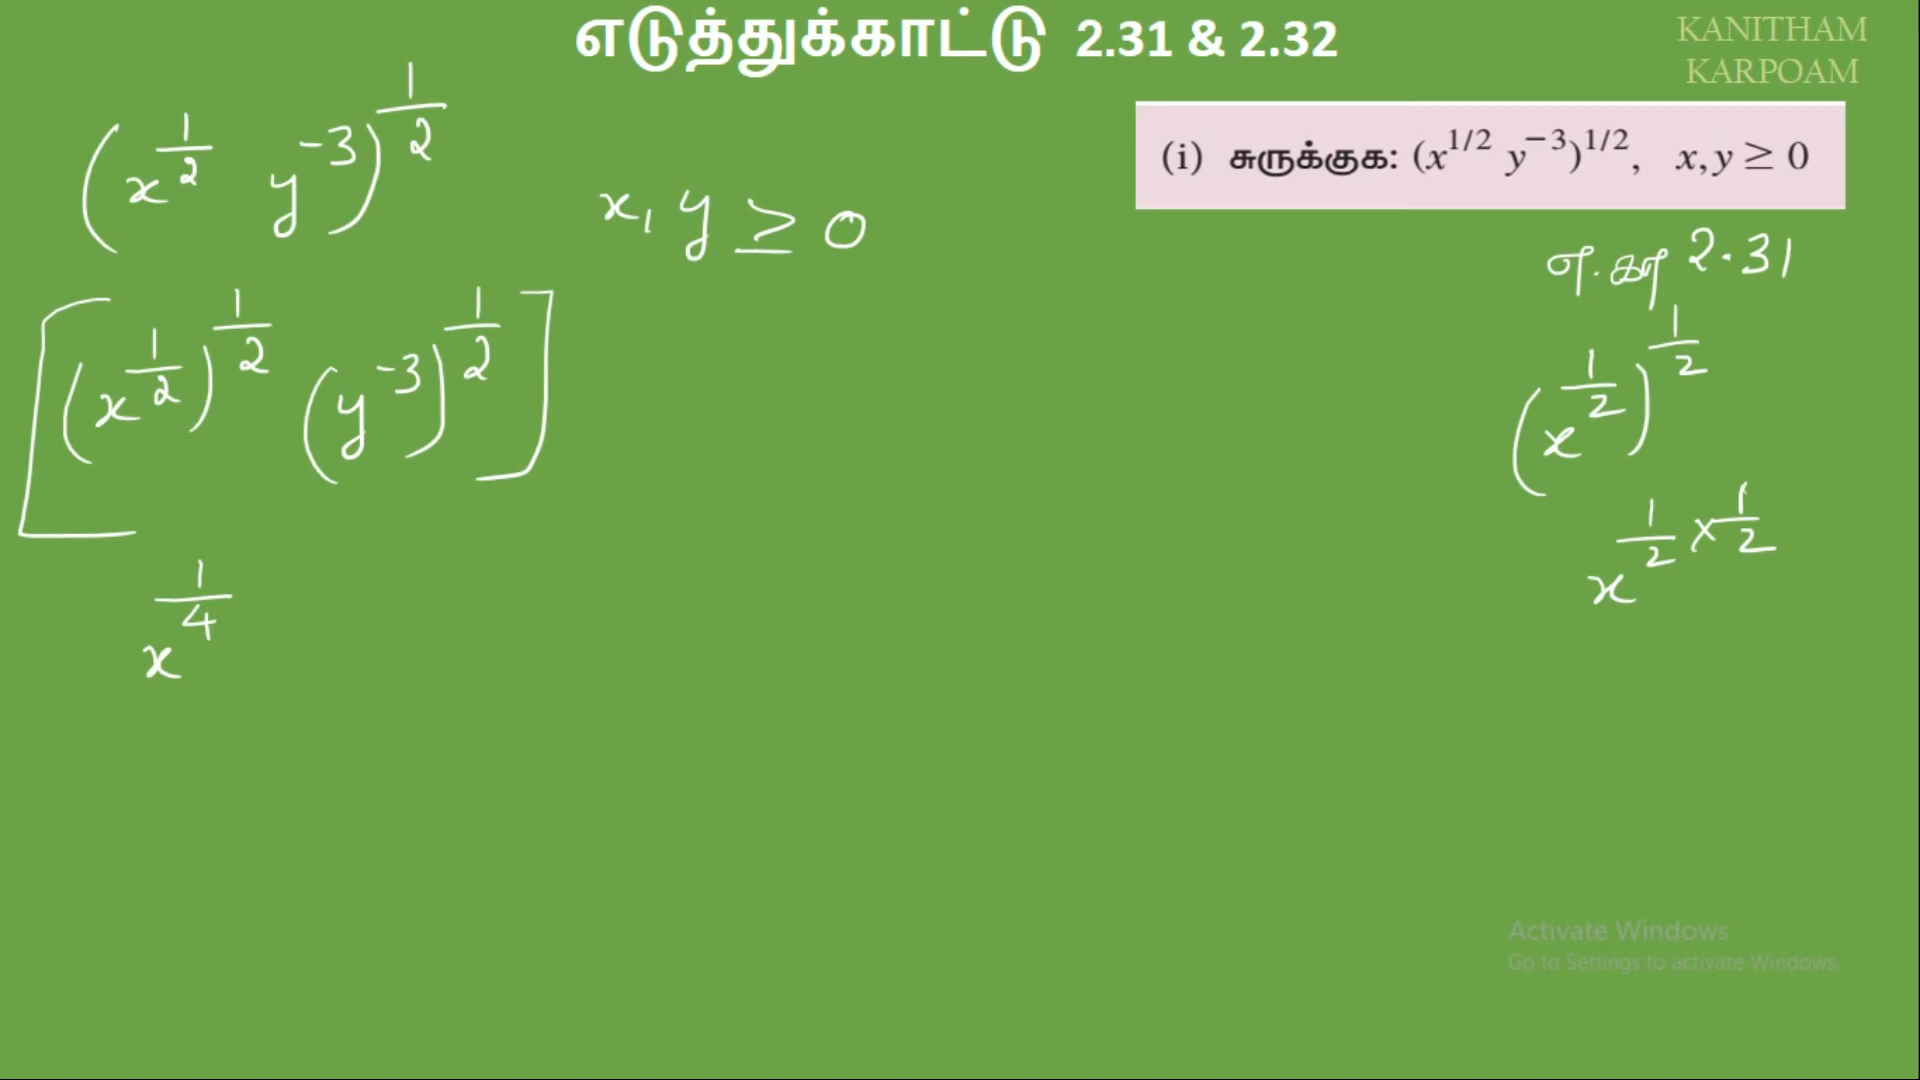 எடுத்துக்காட்டு 2.31 & 2.32
KANITHAM
KARPOAM
(i) சுருக்குக: (x^{1/2} y^{-3})^{1/2}, x, y ≥ 0
(x^{1/2} y^{-3})^{1/2}
x, y ≥ 0
[(x^{1/2})^{1/2} (y^{-3})^{1/2}]
x^{1/4}
எ.கா 2.31
(x^{1/2})^{1/2}
x^{1/2 × 1/2}
Activate Windows
Go to Settings to activate Windows.